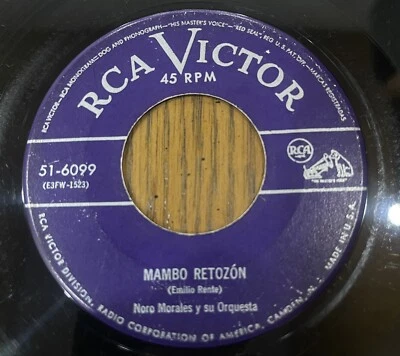 RCA VICTOR-RCA MONOGRAM-DOG AND PHONOGRAPH-"HIS MASTER'S VOICE"-"RED SEAL" REG. U.S. PAT. OFF.-MARCAS REGISTRADAS
RCA VICTOR
45 RPM
51-6099
(E3FW-1523)
RCA
"HIS MASTER'S VOICE"
MADE IN U.S.A.
MAMBO RETOZÓN
(Emilio Rente)
Noro Morales y su Orquesta
RCA VICTOR DIVISION, RADIO CORPORATION OF AMERICA, CAMDEN, N. J.